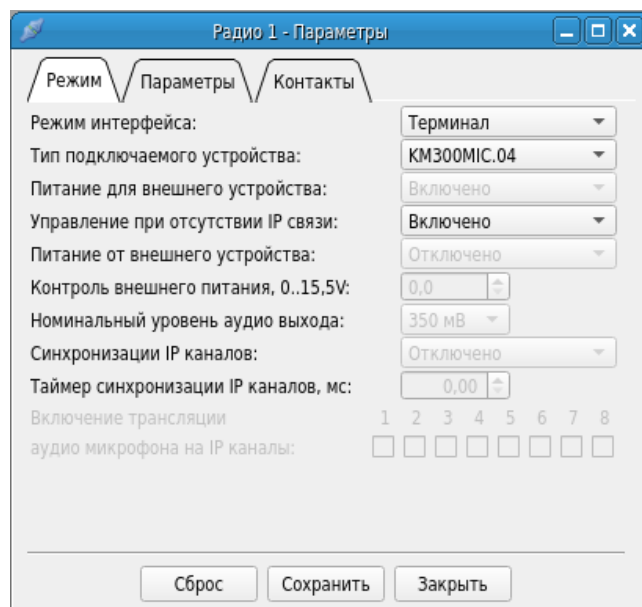 Радио 1 - Параметры
Режим Параметры Контакты
Режим интерфейса: Терминал
Тип подключаемого устройства: KM300MIC.04
Питание для внешнего устройства: Включено
Управление при отсутствии IP связи: Включено
Питание от внешнего устройства: Отключено
Контроль внешнего питания, 0..15,5V: 0,0
Номинальный уровень аудио выхода: 350 мВ
Синхронизации IP каналов: Отключено
Таймер синхронизации IP каналов, мс: 0,00
Включение трансляции 1 2 3 4 5 6 7 8
аудио микрофона на IP каналы:
Сброс Сохранить Закрыть